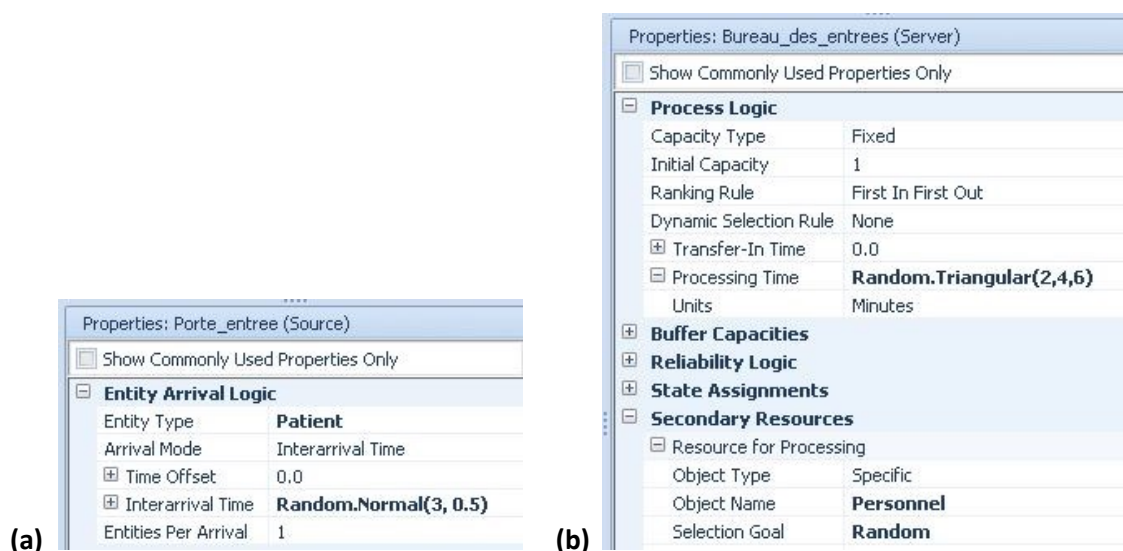 Properties: Porte_entree (Source)
Show Commonly Used Properties Only
Entity Arrival Logic
Entity Type Patient
Arrival Mode Interarrival Time
Time Offset 0.0
Interarrival Time Random.Normal(3, 0.5)
Entities Per Arrival 1
(a)
Properties: Bureau_des_entrees (Server)
Show Commonly Used Properties Only
Process Logic
Capacity Type Fixed
Initial Capacity 1
Ranking Rule First In First Out
Dynamic Selection Rule None
Transfer-In Time 0.0
Processing Time Random.Triangular(2,4,6)
Units Minutes
Buffer Capacities
Reliability Logic
State Assignments
Secondary Resources
Resource for Processing
Object Type Specific
Object Name Personnel
Selection Goal Random
(b)